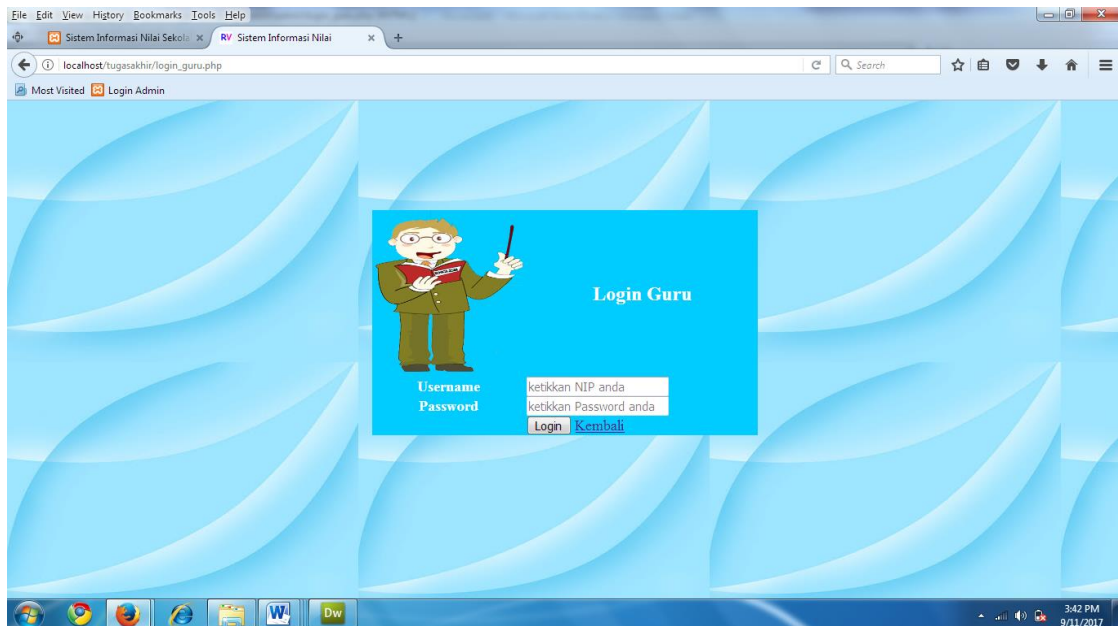 File Edit View History Bookmarks Tools Help
Sistem Informasi Nilai Sekola
RV Sistem Informasi Nilai
localhost/tugasakhir/login_guru.php
Search
Most Visited Login Admin
Login Guru
Username ketikkan NIP anda
Password ketikkan Password anda
Login Kembali
W Dw
3:42 PM
9/11/2017